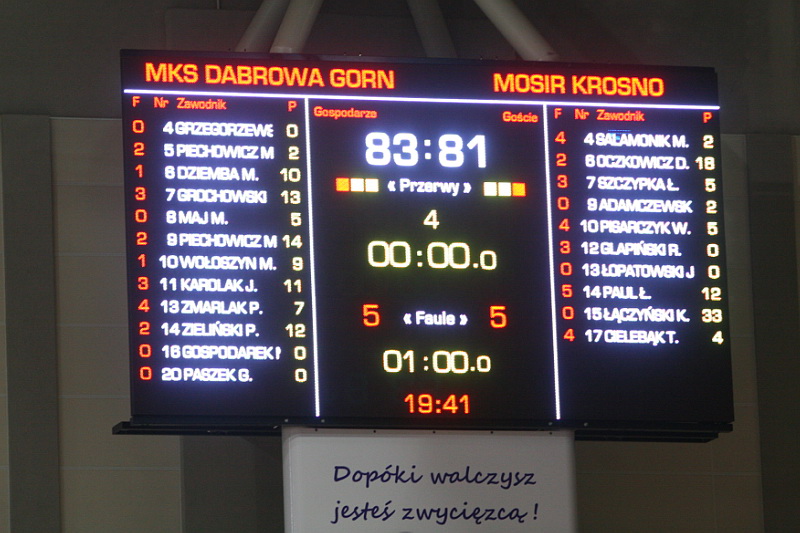 MKS DABROWA GORN MOSIR KROSNO
F Nr Zawodnik P
0 4 GRZEGORZEWE 0
2 5 PIECHOWICZ M 2
1 6 DZIEMBA M. 10
3 7 GROCHOWSKI 13
0 8 MAJ M. 5
2 9 PIECHOWICZ M 14
1 10 WOŁOSZYN M. 9
3 11 KARDLAK J. 11
4 13 ZMARLAK P. 7
2 14 ZIELIŃSKI P. 12
0 16 GOSPODAREK 0
0 20 PASZEK G. 0
Gospodarze Goście
83:81
« Przerwy »
4
00:00.0
5 « Faule » 5
01:00.0
19:41
F Nr Zawodnik P
4 4 SAŁAMONIK M. 2
2 6 OCZKOWICZ D. 18
3 7 SZCZYPKA Ł. 5
0 9 ADAMCZEWSK 2
4 10 PISARCZYK W. 5
3 12 GLAPIŃSKI R. 0
0 13 ŁOPATOWSKI J 0
5 14 PAUL Ł. 12
0 15 ŁĄCZYŃSKI K. 33
4 17 CIELEBĄK T. 4
Dopóki walczysz
jesteś zwycięzcą!